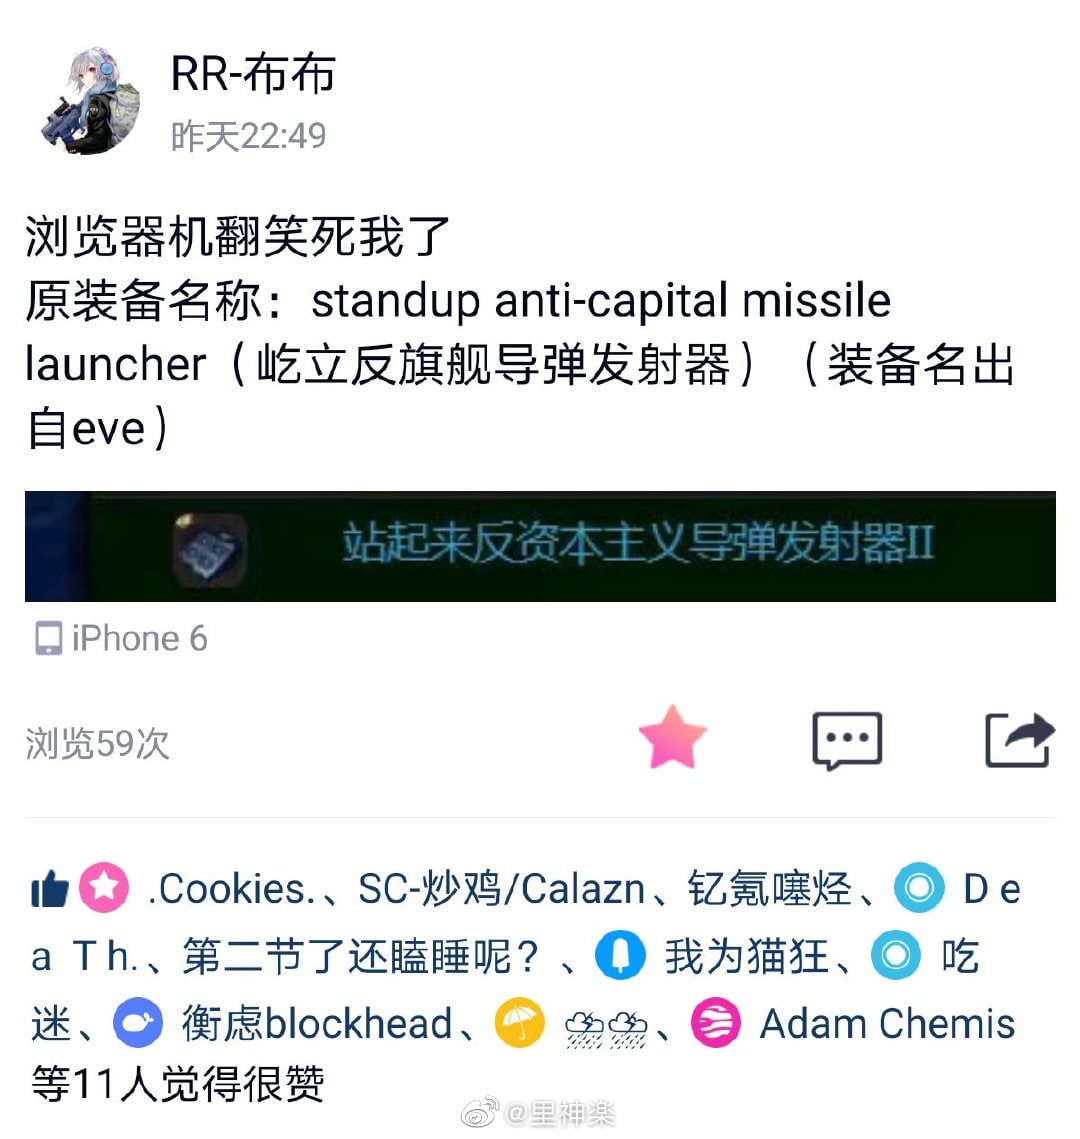 RR-布布
昨天22:49
浏览器机翻笑死我了
原装备名称：standup anti-capital missile
launcher（屹立反旗舰导弹发射器）（装备名出
自eve）
站起来反资本主义导弹发射器II
iPhone 6
浏览59次
.Cookies.、SC-炒鸡/Calazn、钇氪噻烃、 D e
a T h.、第二节了还瞌睡呢？、 我为猫狂、 吃
迷、 衡虑blockhead、 ⛈⛈、 Adam Chemis
等11人觉得很赞
@里神楽